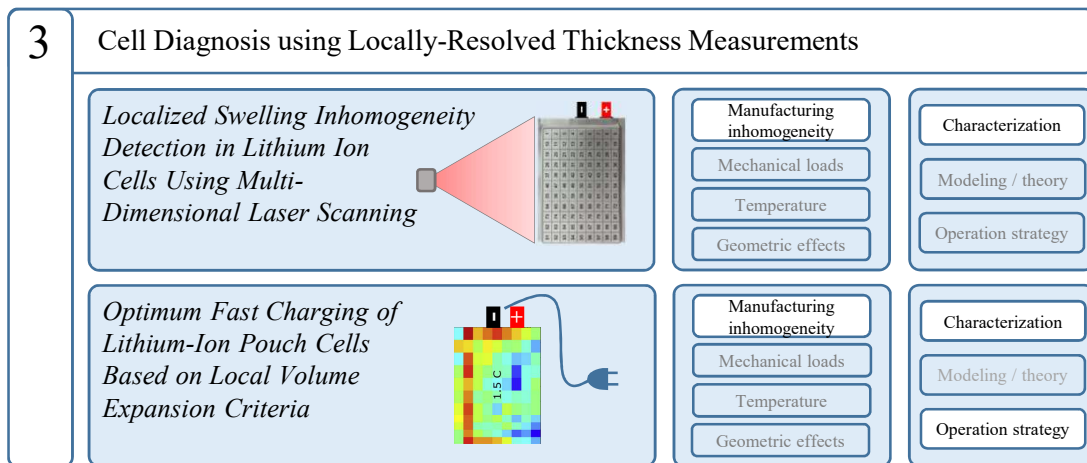 3
Cell Diagnosis using Locally-Resolved Thickness Measurements
Localized Swelling Inhomogeneity
Detection in Lithium Ion
Cells Using Multi-
Dimensional Laser Scanning
Manufacturing
inhomogeneity
Mechanical loads
Temperature
Geometric effects
Characterization
Modeling / theory
Operation strategy
Optimum Fast Charging of
Lithium-Ion Pouch Cells
Based on Local Volume
Expansion Criteria
1.5 C
Manufacturing
inhomogeneity
Mechanical loads
Temperature
Geometric effects
Characterization
Modeling / theory
Operation strategy